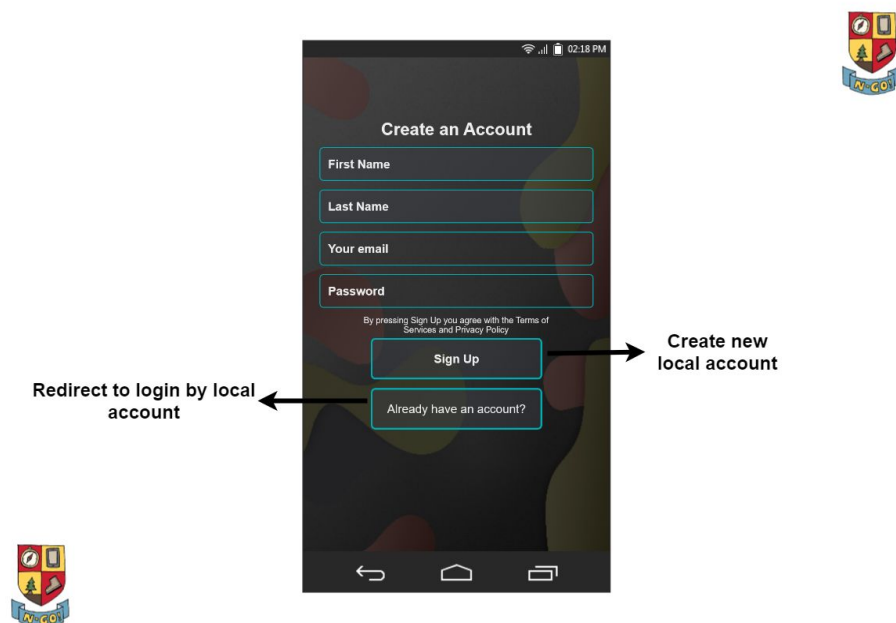 N-GOV
02:18 PM
Create an Account
First Name
Last Name
Your email
Password
By pressing Sign Up you agree with the Terms of
Services and Privacy Policy
Sign Up
Create new
local account
Already have an account?
Redirect to login by local
account